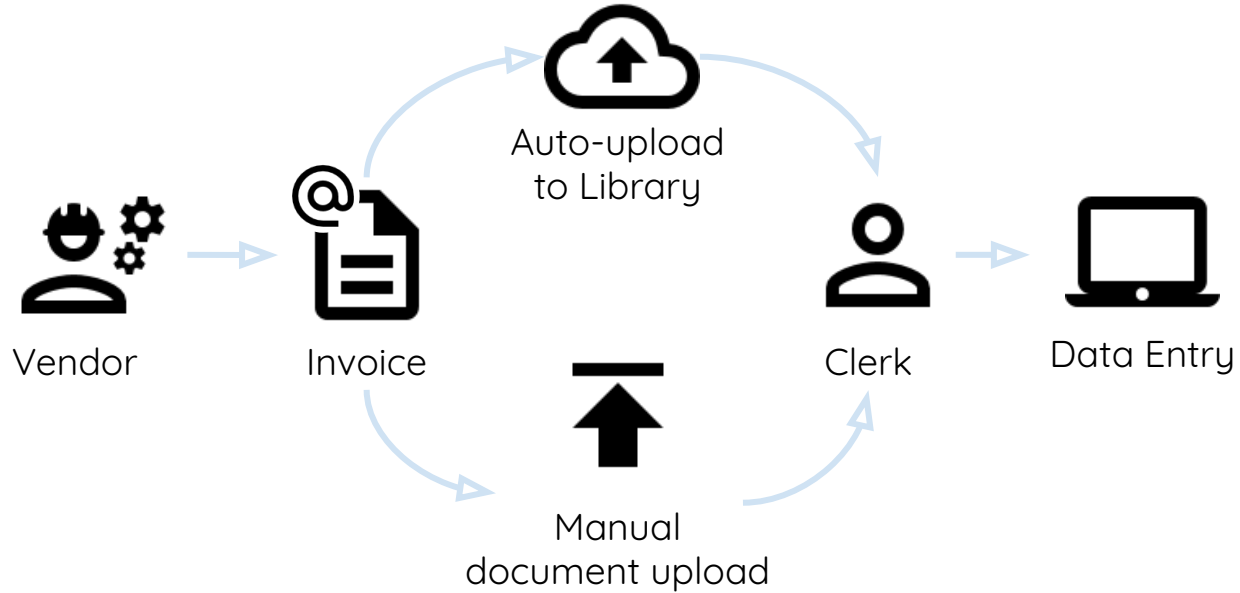 Auto-upload
to Library
Vendor
Invoice
Clerk
Data Entry
Manual
document upload